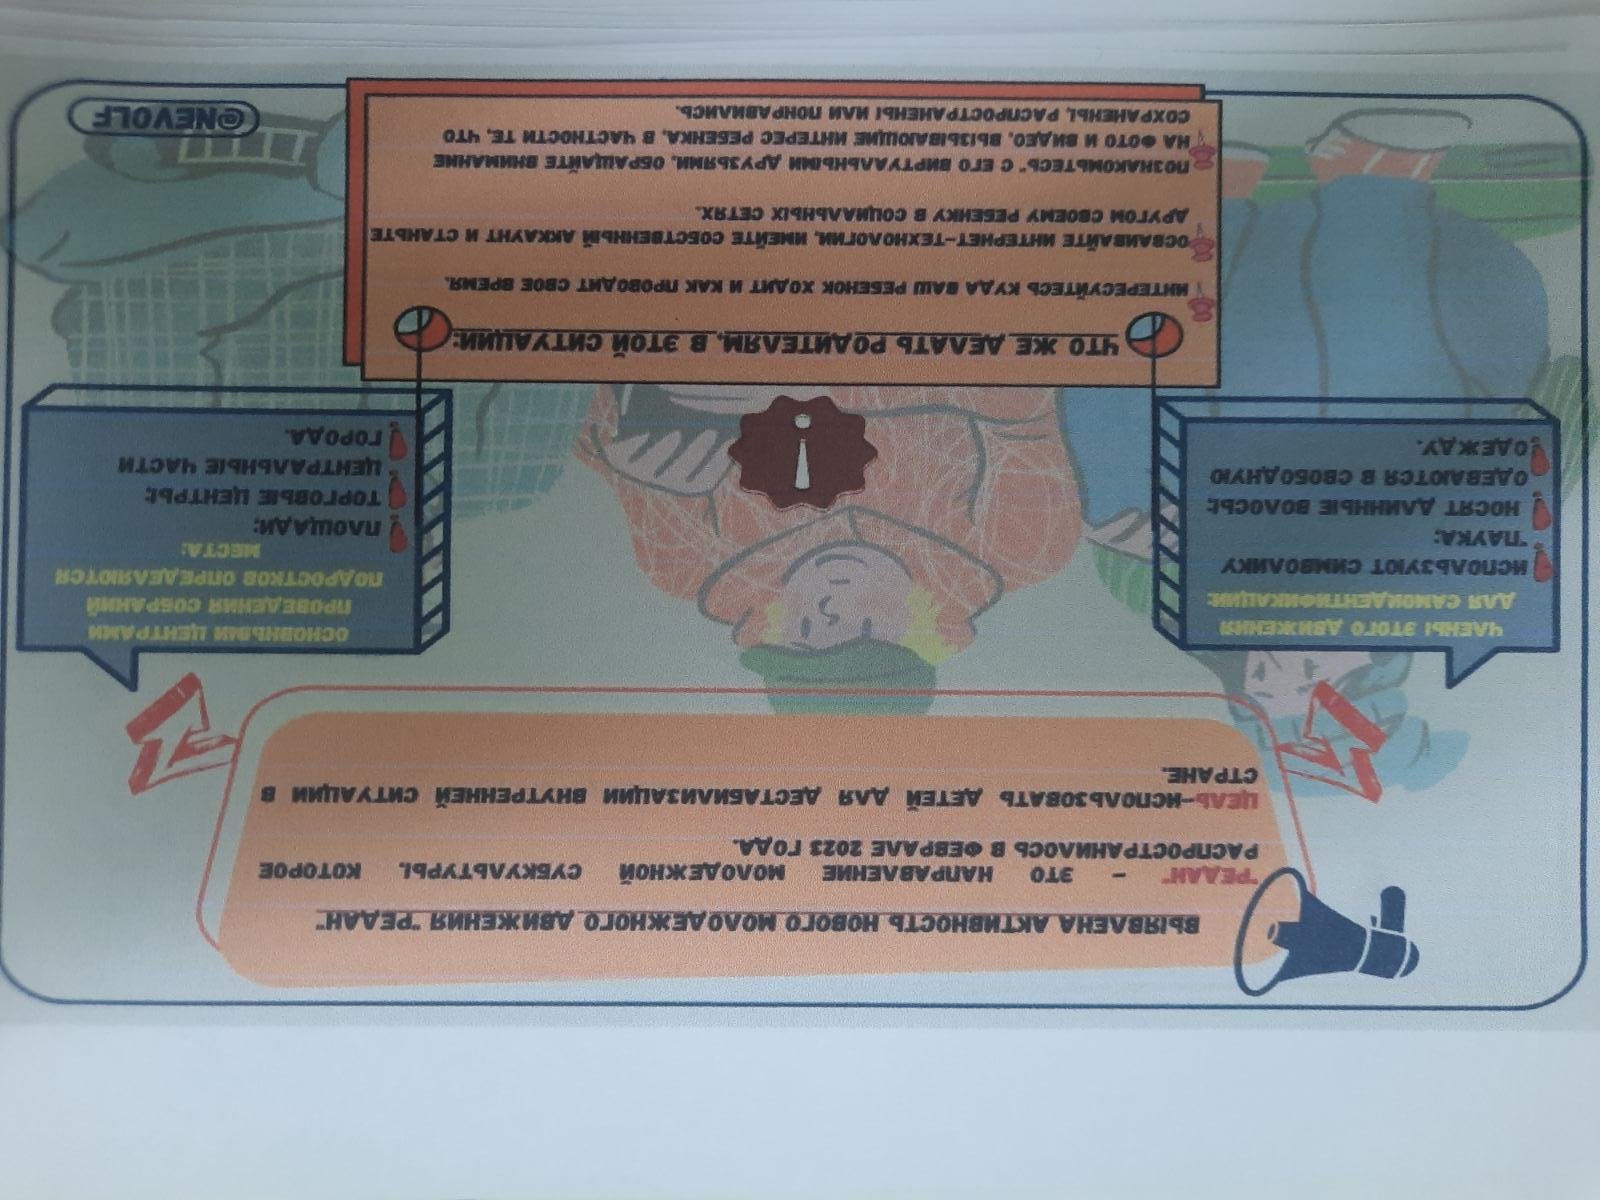 ВЫЯВЛЕНА АКТИВНОСТЬ НОВОГО МОЛОДЕЖНОГО ДВИЖЕНИЯ "РЕДАН"
"РЕДАН" - ЭТО НАПРАВЛЕНИЕ МОЛОДЕЖНОЙ СУБКУЛЬТУРЫ, КОТОРОЕ
РАСПРОСТРАНИЛОСЬ В ФЕВРАЛЕ 2023 ГОДА.
ЦЕЛЬ-ИСПОЛЬЗОВАТЬ ДЕТЕЙ ДЛЯ ДЕСТАБИЛИЗАЦИИ ВНУТРЕННЕЙ СИТУАЦИИ В
СТРАНЕ.
ЧЛЕНЫ ЭТОГО ДВИЖЕНИЯ
ДЛЯ САМОИДЕНТИФИКАЦИИ:
ИСПОЛЬЗУЮТ СИМВОЛИКУ
"ПАУКА;
НОСЯТ ДЛИННЫЕ ВОЛОСЫ;
ОДЕВАЮТСЯ В СВОБОДНУЮ
ОДЕЖДУ.
ОСНОВНЫМИ ЦЕНТРАМИ
ПРОВЕДЕНИЯ СОБРАНИЙ
ПОДРОСТКОВ ОПРЕДЕЛЯЮТСЯ
МЕСТА:
ПЛОЩАДИ;
ТОРГОВЫЕ ЦЕНТРЫ;
ЦЕНТРАЛЬНЫЕ ЧАСТИ
ГОРОДА.
ЧТО ЖЕ ДЕЛАТЬ РОДИТЕЛЯМ, В ЭТОЙ СИТУАЦИИ:
ИНТЕРЕСУЙТЕСЬ КУДА ВАШ РЕБЕНОК ХОДИТ И КАК ПРОВОДИТ СВОЕ ВРЕМЯ.
ОСВАИВАЙТЕ ИНТЕРНЕТ-ТЕХНОЛОГИИ, ИМЕЙТЕ СОБСТВЕННЫЙ АККАУНТ И СТАНЬТЕ
ДРУГОМ СВОЕМУ РЕБЕНКУ В СОЦИАЛЬНЫХ СЕТЯХ.
ПОЗНАКОМЬТЕСЬ" С ЕГО ВИРТУАЛЬНЫМИ ДРУЗЬЯМИ, ОБРАЩАЙТЕ ВНИМАНИЕ
НА ФОТО И ВИДЕО, ВЫЗЫВАЮЩИЕ ИНТЕРЕС РЕБЕНКА, В ЧАСТНОСТИ ТЕ, ЧТО
СОХРАНЕНЫ, РАСПРОСТРАНЕНЫ ИЛИ ПОНРАВИЛИСЬ.
@NEVOLF